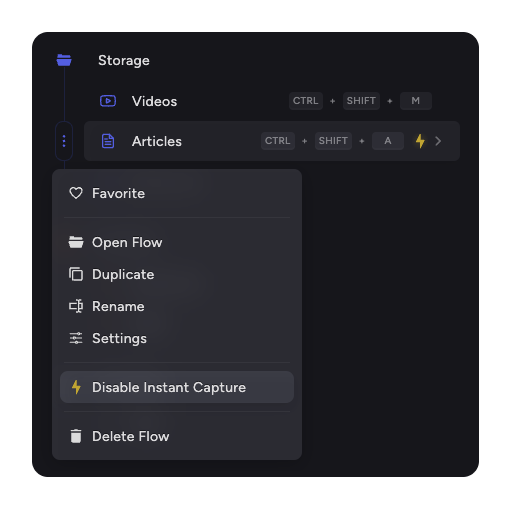 Storage
Videos CTRL + SHIFT + M
Articles CTRL + SHIFT + A
Favorite
Open Flow
Duplicate
Rename
Settings
Disable Instant Capture
Delete Flow